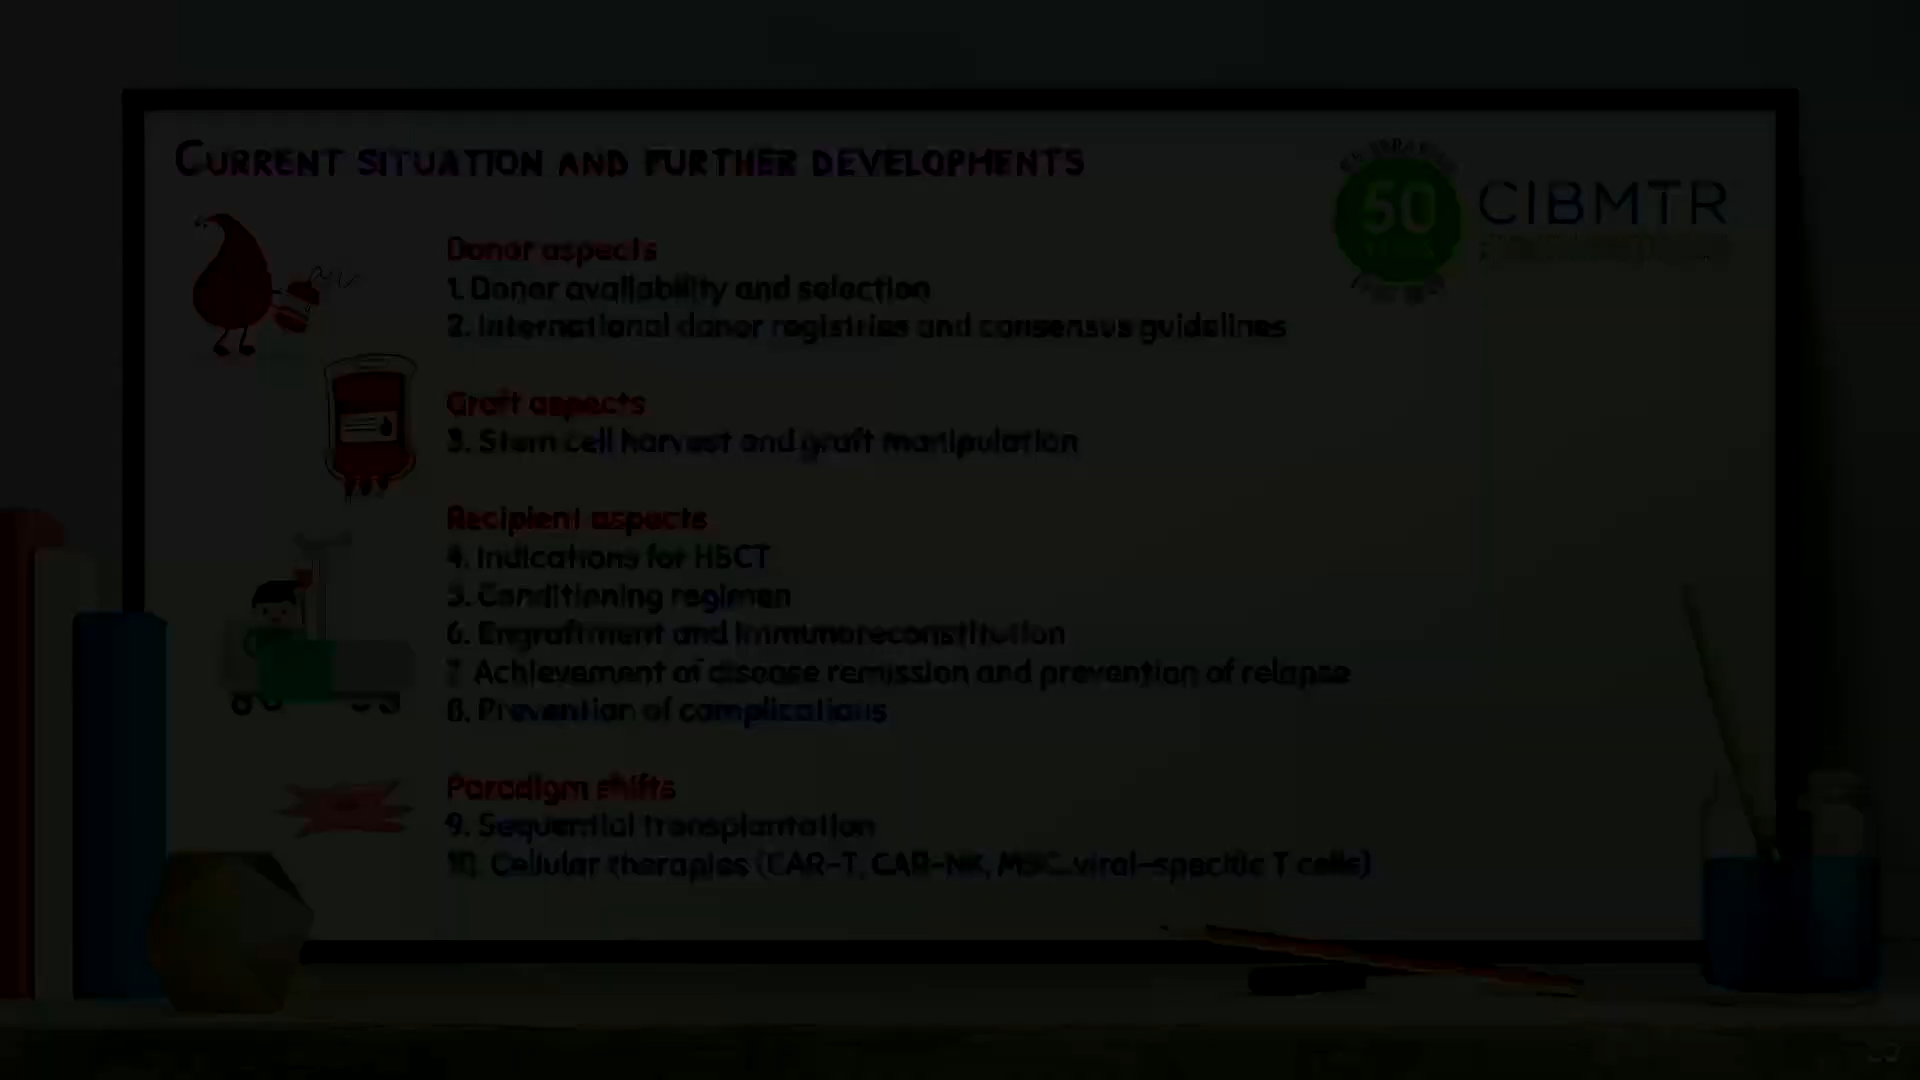 CURRENT SITUATION AND FURTHER DEVELOPMENTS
50
CIBMTR
Donor aspects
1. Donor availability and selection
2. International donor registries and consensus guidelines
Graft aspects
3. Stem cell harvest and graft manipulation
Recipient aspects
4. Indications for HSCT
5. Conditioning regimen
6. Engraftment and immunoreconstitution
7. Achievement of disease remission and prevention of relapse
8. Prevention of complications
Paradigm shifts
9. Sequential transplantation
10. Cellular therapies (CAR-T, CAR-NK, MSC, viral-specific T cells)